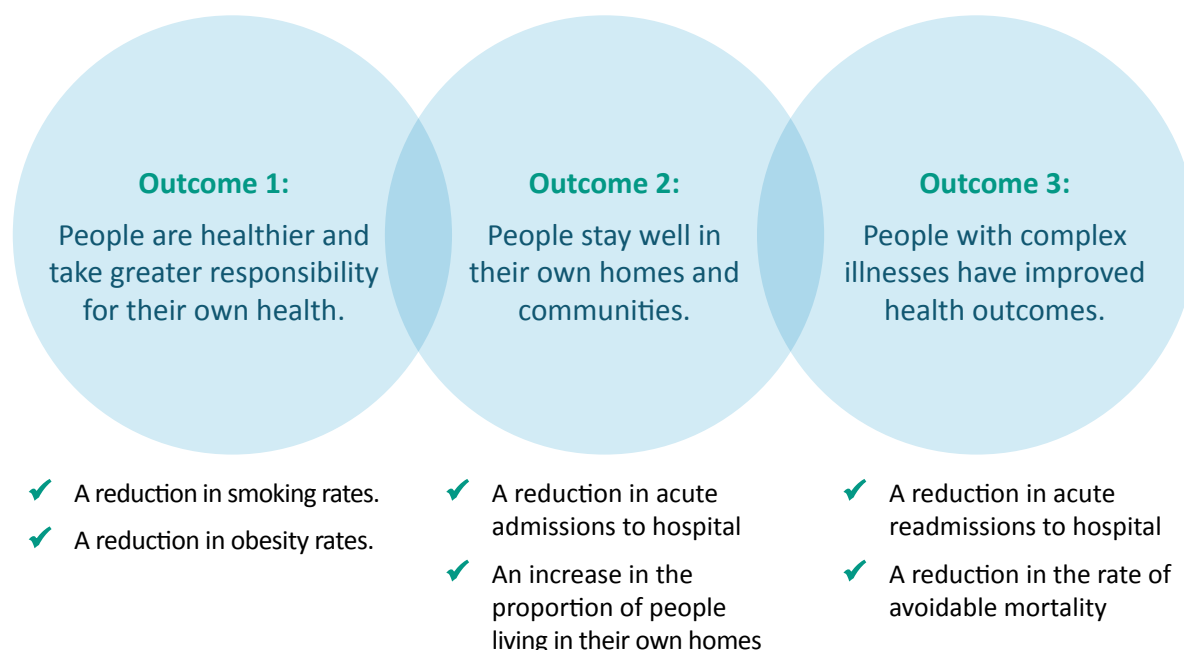 Outcome 1:
People are healthier and
take greater responsibility
for their own health.
Outcome 2:
People stay well in
their own homes and
communities.
Outcome 3:
People with complex
illnesses have improved
health outcomes.
✔ A reduction in smoking rates.
✔ A reduction in obesity rates.
✔ A reduction in acute
admissions to hospital
✔ An increase in the
proportion of people
living in their own homes
✔ A reduction in acute
readmissions to hospital
✔ A reduction in the rate of
avoidable mortality